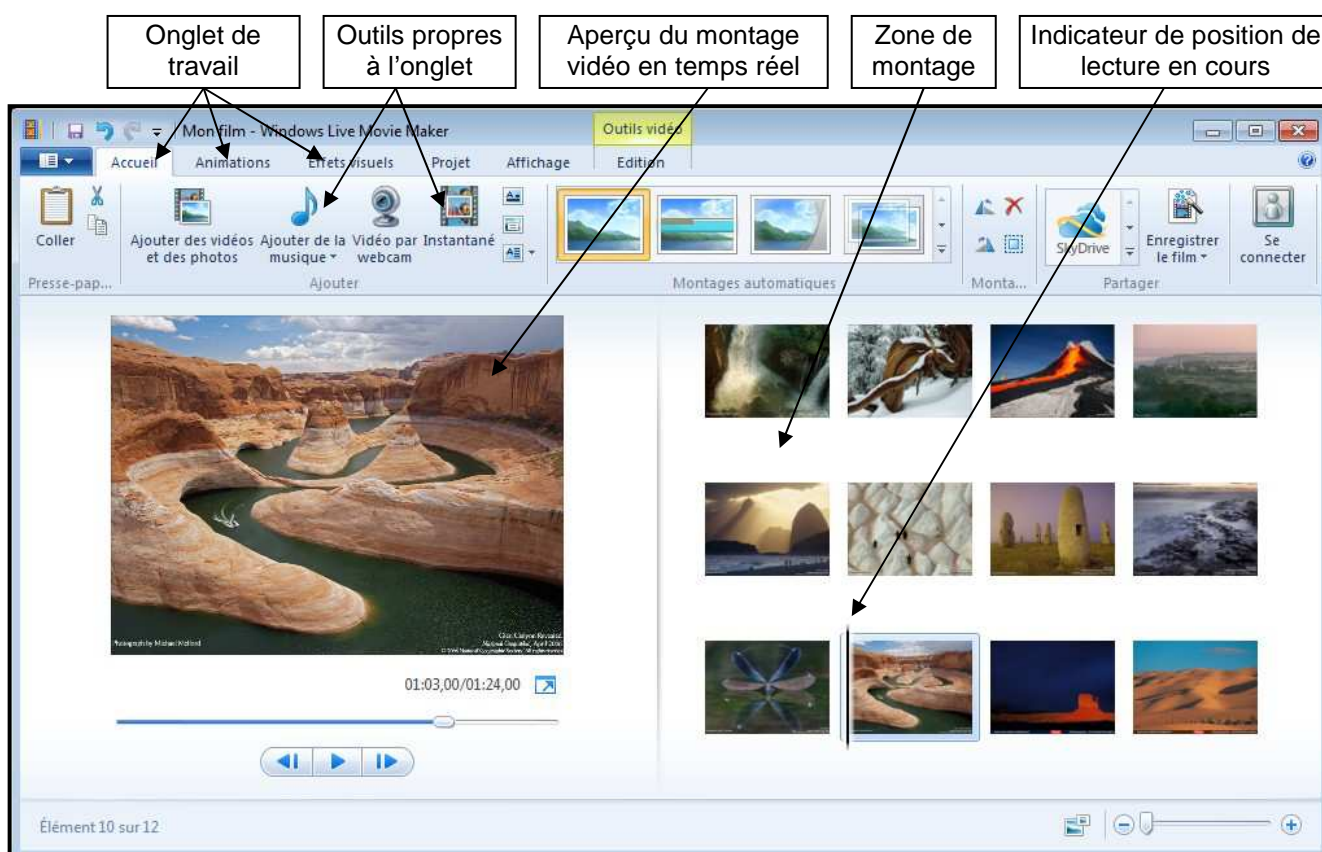 Onglet de
travail
Outils propres
à l'onglet
Aperçu du montage
vidéo en temps réel
Zone de
montage
Indicateur de position de
lecture en cours
Mon film - Windows Live Movie Maker
Outils vidéo
Accueil Animations Effets visuels Projet Affichage Edition
Coller
Ajouter des vidéos
et des photos
Ajouter de la
musique
Vidéo par
webcam
Instantané
SkyDrive
Enregistrer
le film
Se
connecter
Presse-pap... Ajouter Montages automatiques Monta... Partager
Photograph by Michael Melford
01:03,00/01:24,00
Élément 10 sur 12